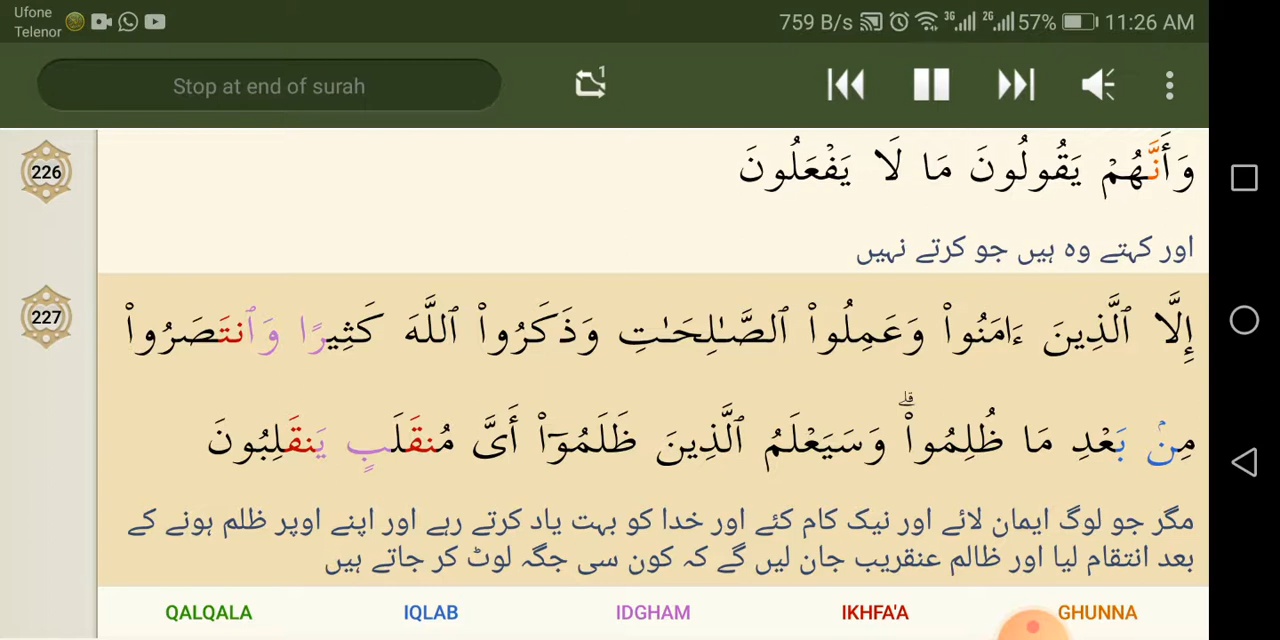 Ufone
Telenor
759 B/s 3G 2G 57% 11:26 AM
Stop at end of surah
1
226
وَأَنَّهُمْ يَقُولُونَ مَا لَا يَفْعَلُونَ
اور کہتے وہ ہیں جو کرتے نہیں
227
إِلَّا ٱلَّذِينَ ءَامَنُوا۟ وَعَمِلُوا۟ ٱلصَّـٰلِحَـٰتِ وَذَكَرُوا۟ ٱللَّهَ كَثِيرًا وَٱنتَصَرُوا۟
مِنۢ بَعْدِ مَا ظُلِمُوا۟ ۗ وَسَيَعْلَمُ ٱلَّذِينَ ظَلَمُوٓا۟ أَىَّ مُنقَلَبٍ يَنقَلِبُونَ
مگر جو لوگ ایمان لائے اور نیک کام کئے اور خدا کو بہت یاد کرتے رہے اور اپنے اوپر ظلم ہونے کے
بعد انتقام لیا اور ظالم عنقریب جان لیں گے کہ کون سی جگہ لوٹ کر جاتے ہیں
QALQALA IQLAB IDGHAM IKHFA'A GHUNNA